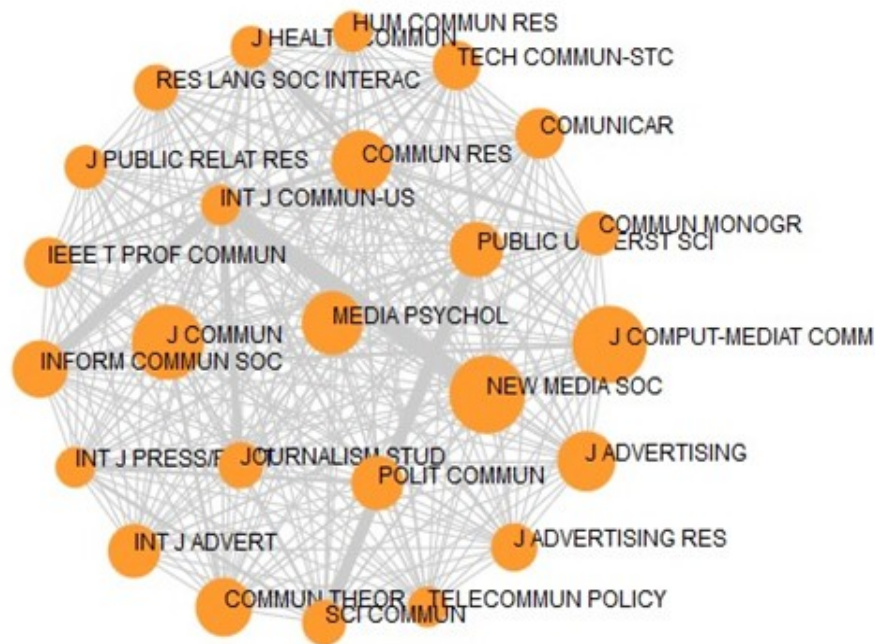 HUM COMMUN RES
J HEALTH COMMUN
TECH COMMUN-STC
RES LANG SOC INTERAC
COMUNICAR
J PUBLIC RELAT RES
COMMUN RES
INT J COMMUN-US
COMMUN MONOGR
PUBLIC UNDERST SCI
IEEE T PROF COMMUN
MEDIA PSYCHOL
J COMMUN
J COMPUT-MEDIAT COMM
INFORM COMMUN SOC
NEW MEDIA SOC
INT J PRESS/
JOURNALISM STUD
POLIT COMMUN
J ADVERTISING
INT J ADVERT
J ADVERTISING RES
COMMUN THEOR
TELECOMMUN POLICY
SCI COMMUN